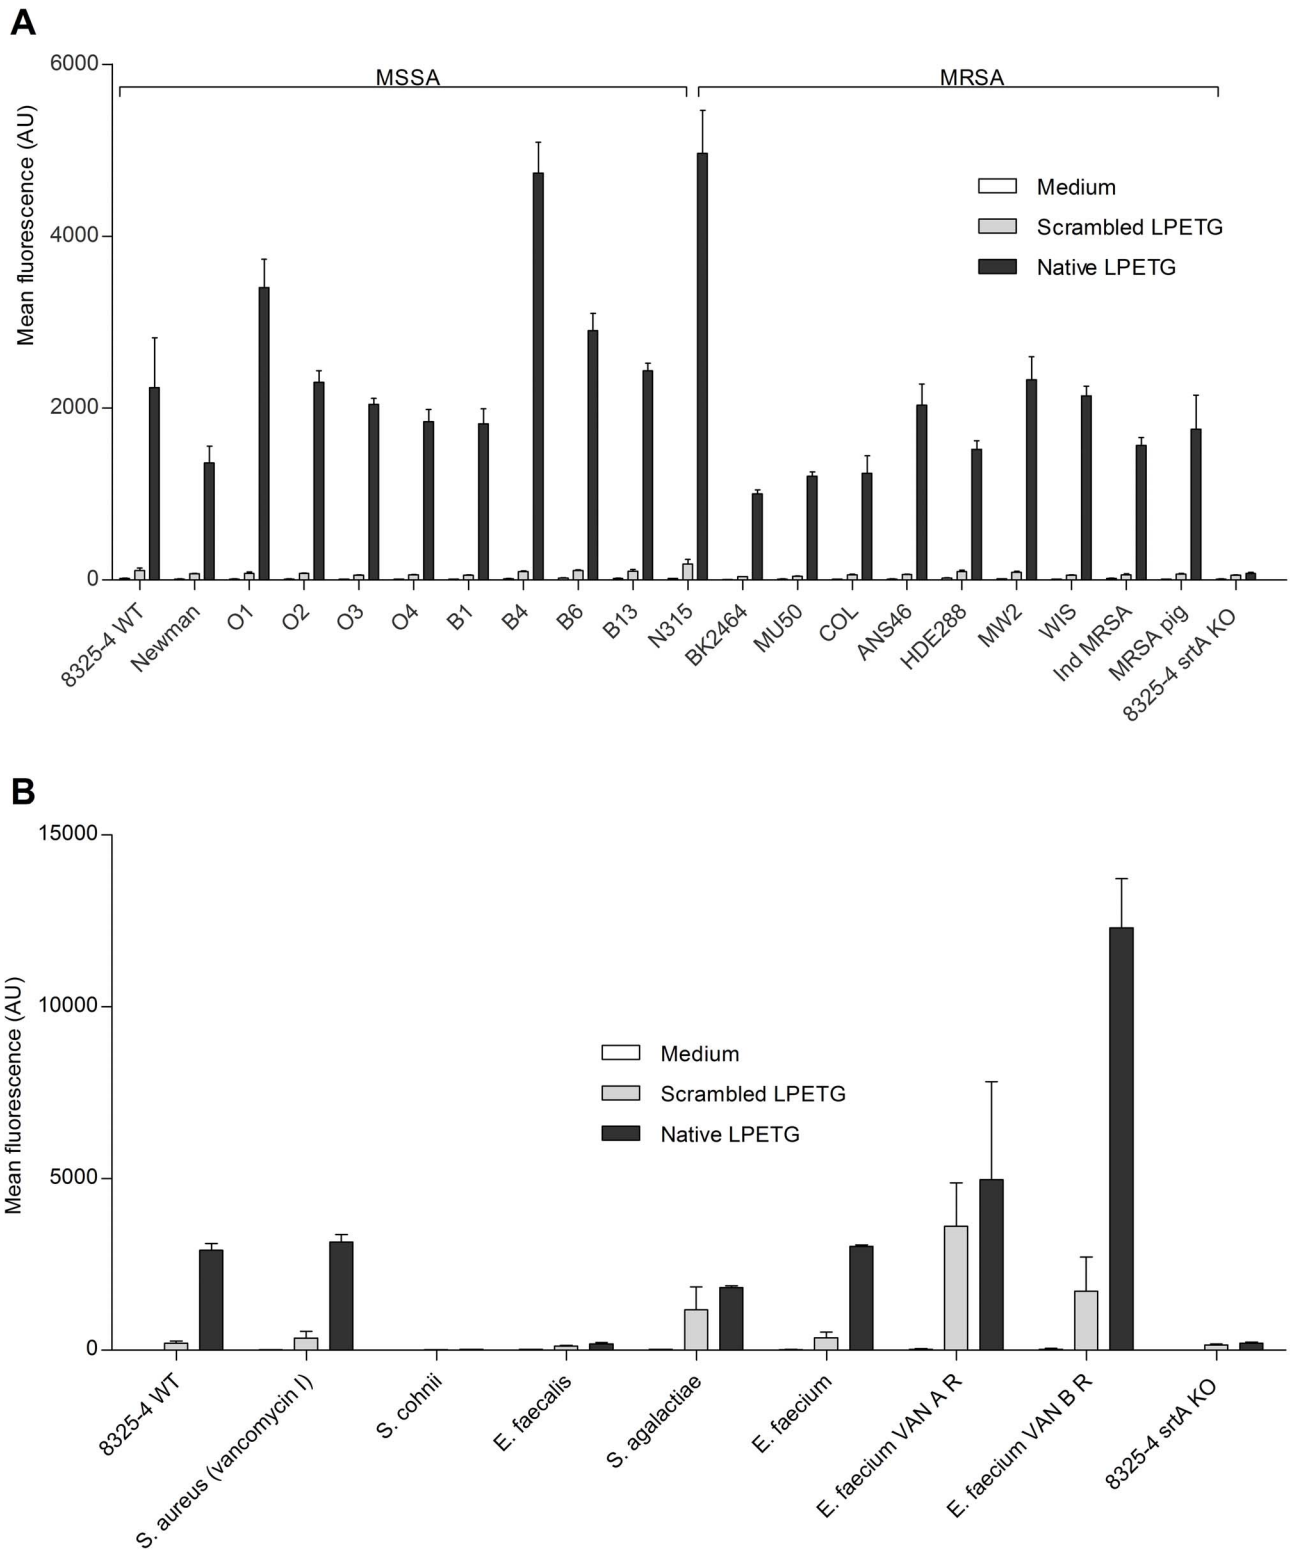 A
6000
MSSA
MRSA
Mean fluorescence (AU)
Medium
Scrambled LPETG
4000
Native LPETG
2000
0
8325-4 WT
Newman
O1
O2
O3
O4
B1
B4
B6
B13
N315
BK2464
MU50
COL
ANS46
HDE288
MW2
WIS
Ind MRSA
MRSA pig
8325-4 srtA KO
B
15000
Mean fluorescence (AU)
10000
Medium
Scrambled LPETG
Native LPETG
5000
0
8325-4 WT
S. aureus (vancomycin I)
S. cohnii
E. faecalis
S. agalactiae
E. faecium
E. faecium VAN A R
E. faecium VAN B R
8325-4 srtA KO